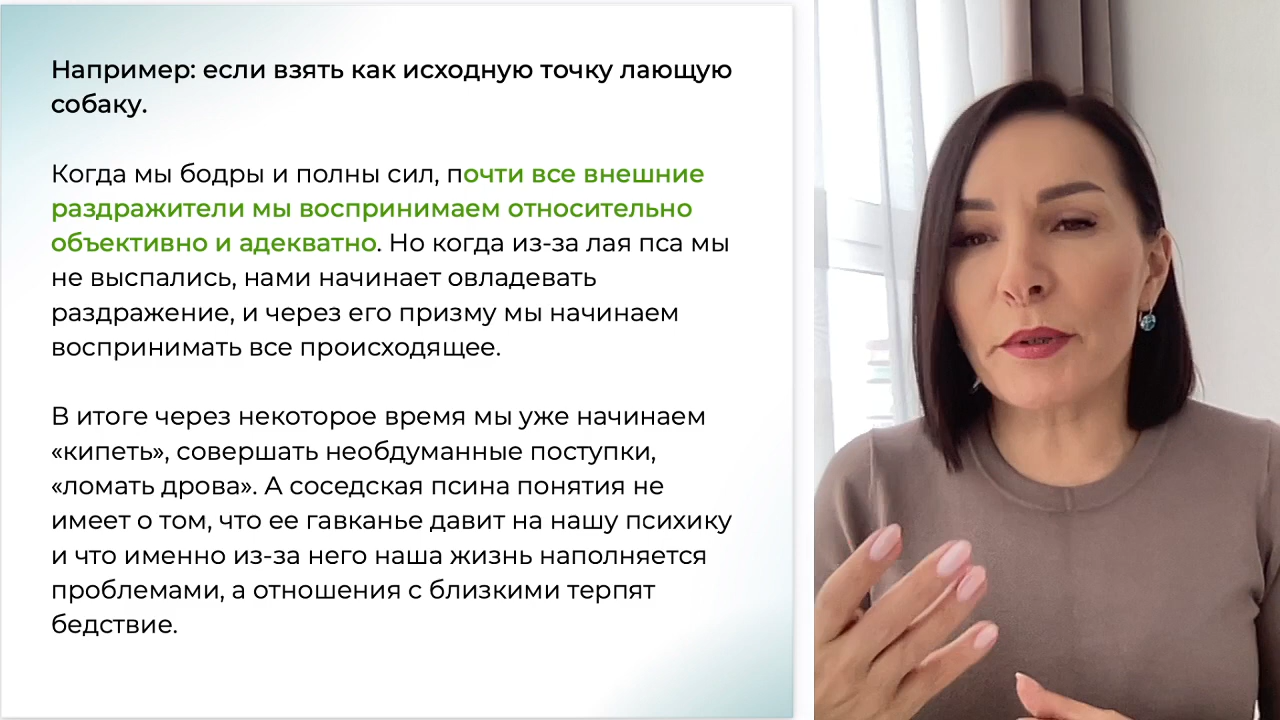 Например: если взять как исходную точку лающую
собаку.
Когда мы бодры и полны сил, почти все внешние
раздражители мы воспринимаем относительно
объективно и адекватно. Но когда из-за лая пса мы
не выспались, нами начинает овладевать
раздражение, и через его призму мы начинаем
воспринимать все происходящее.
В итоге через некоторое время мы уже начинаем
«кипеть», совершать необдуманные поступки,
«ломать дрова». А соседская псина понятия не
имеет о том, что ее гавканье давит на нашу психику
и что именно из-за него наша жизнь наполняется
проблемами, а отношения с близкими терпят
бедствие.